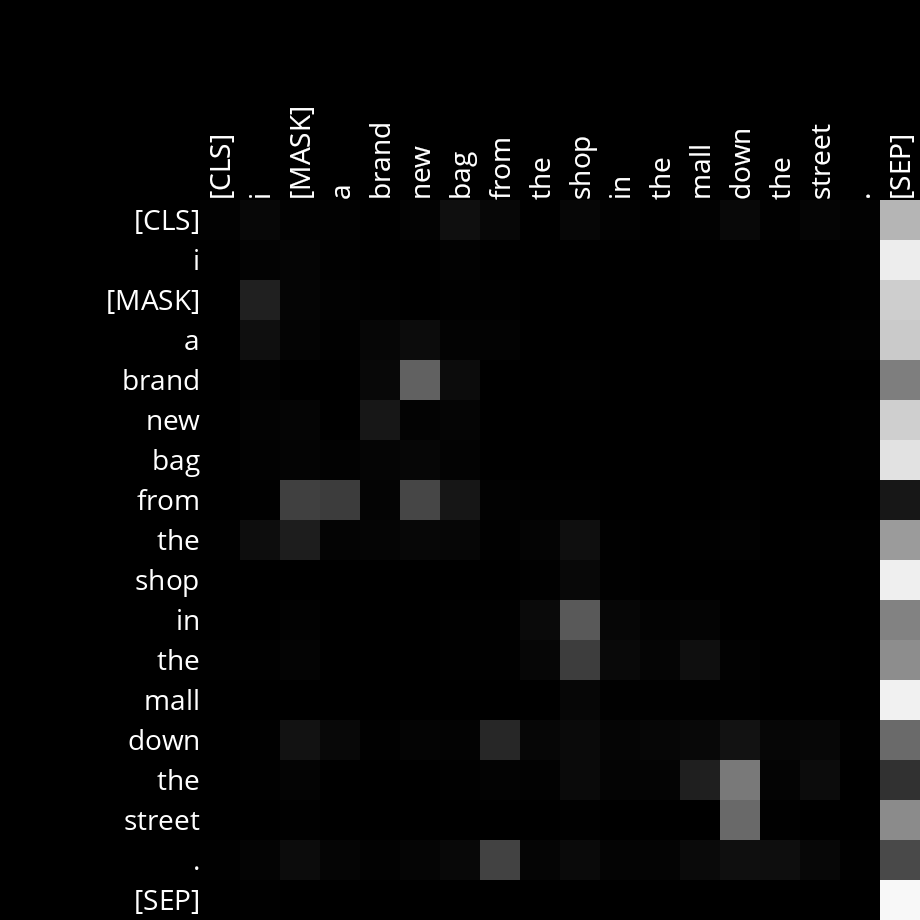 [CLS] i [MASK] a brand new bag from the shop in the mall down the street . [SEP]
[CLS]
i
[MASK]
a
brand
new
bag
from
the
shop
in
the
mall
down
the
street
.
[SEP]